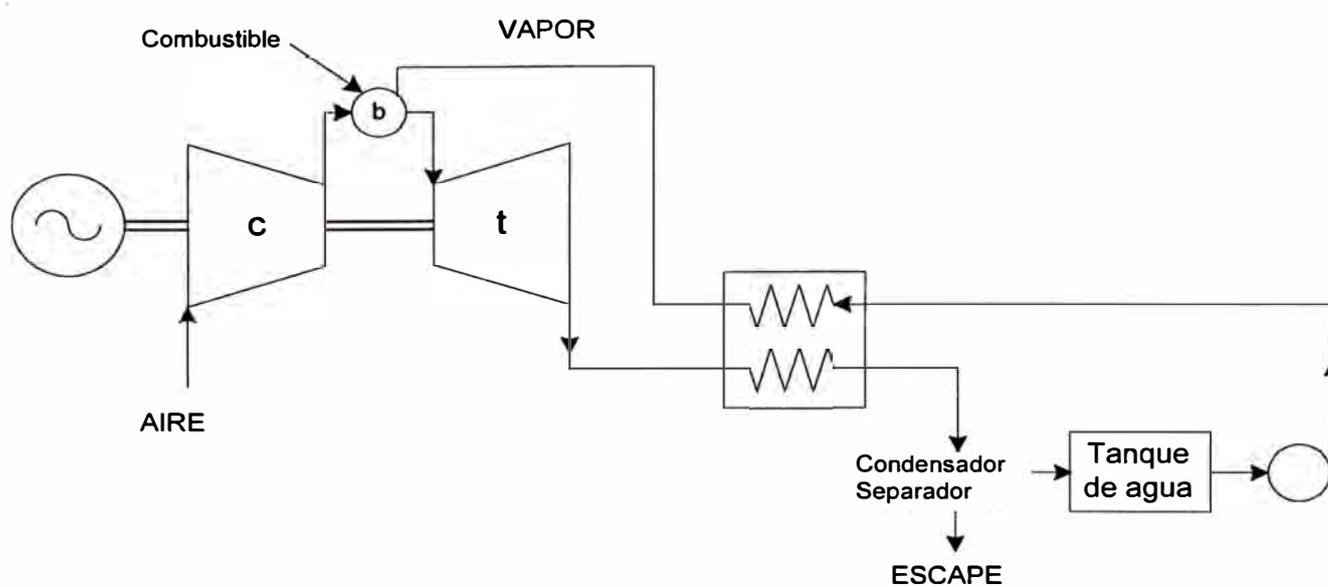 Combustible
VAPOR
b
c
t
AIRE
Condensador
Separador
Tanque
de agua
ESCAPE